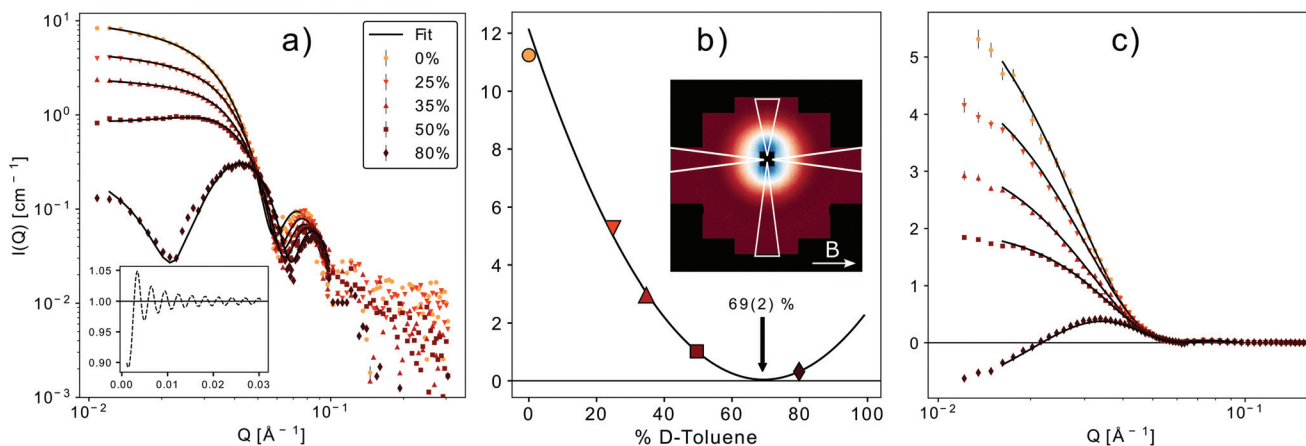 a)
Fit
0%
25%
35%
50%
80%
I(Q) [cm⁻¹]
10¹
10⁰
10⁻¹
10⁻²
10⁻³
1.05
1.00
0.95
0.90
0.00 0.01 0.02 0.03
10⁻² 10⁻¹
Q [Å⁻¹]
b)
12
10
8
6
4
2
0
B
69(2) %
0 20 40 60 80 100
% D-Toluene
c)
5
4
3
2
1
0
10⁻² 10⁻¹
Q [Å⁻¹]